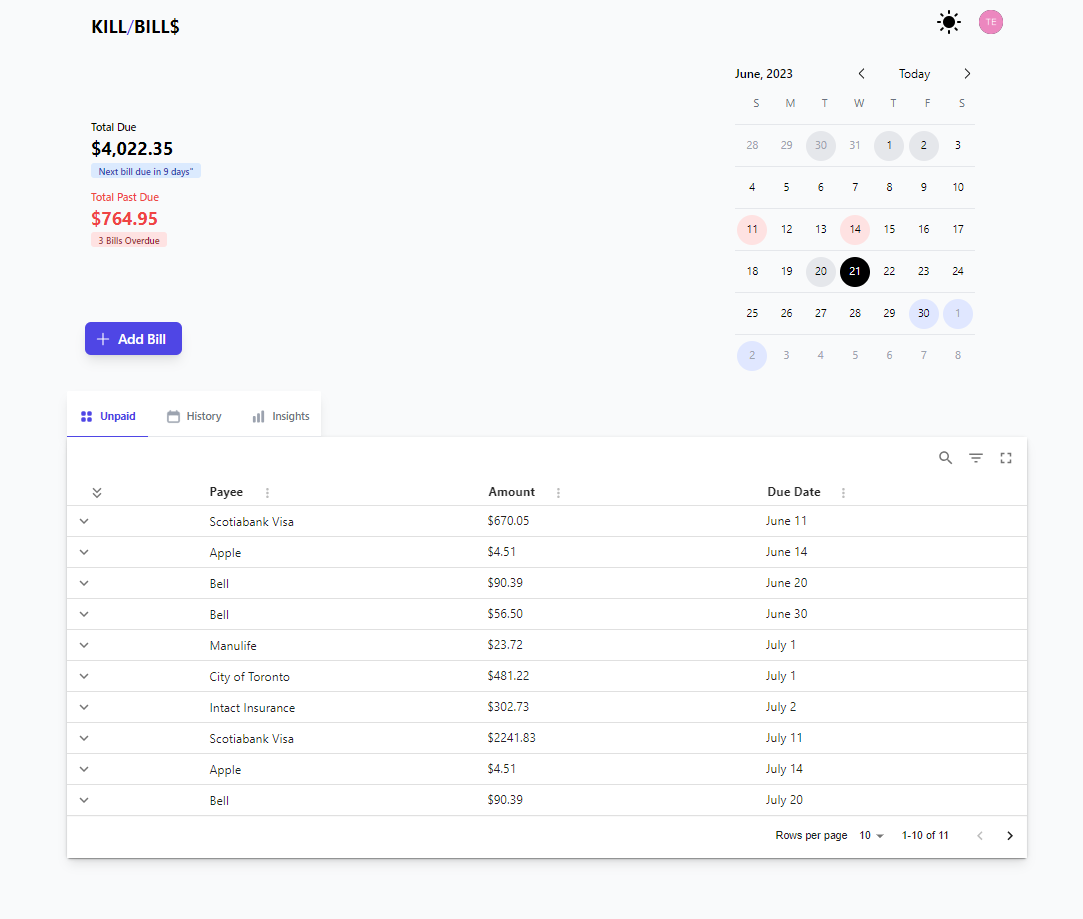 KILL/BILL$
TE
June, 2023 Today
S M T W T F S
28 29 30 31 1 2 3
4 5 6 7 8 9 10
11 12 13 14 15 16 17
18 19 20 21 22 23 24
25 26 27 28 29 30 1
2 3 4 5 6 7 8
Total Due
$4,022.35
Next bill due in 9 days"
Total Past Due
$764.95
3 Bills Overdue
+ Add Bill
Unpaid History Insights
Payee Amount Due Date
Scotiabank Visa $670.05 June 11
Apple $4.51 June 14
Bell $90.39 June 20
Bell $56.50 June 30
Manulife $23.72 July 1
City of Toronto $481.22 July 1
Intact Insurance $302.73 July 2
Scotiabank Visa $2241.83 July 11
Apple $4.51 July 14
Bell $90.39 July 20
Rows per page 10 1-10 of 11